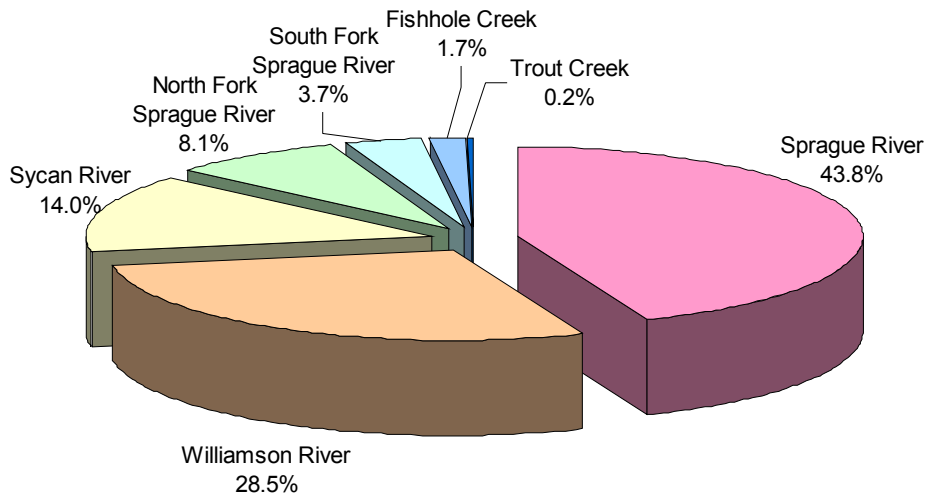 Fishhole Creek
1.7%
South Fork
Sprague River
3.7%
Trout Creek
0.2%
North Fork
Sprague River
8.1%
Sprague River
43.8%
Sycan River
14.0%
Williamson River
28.5%